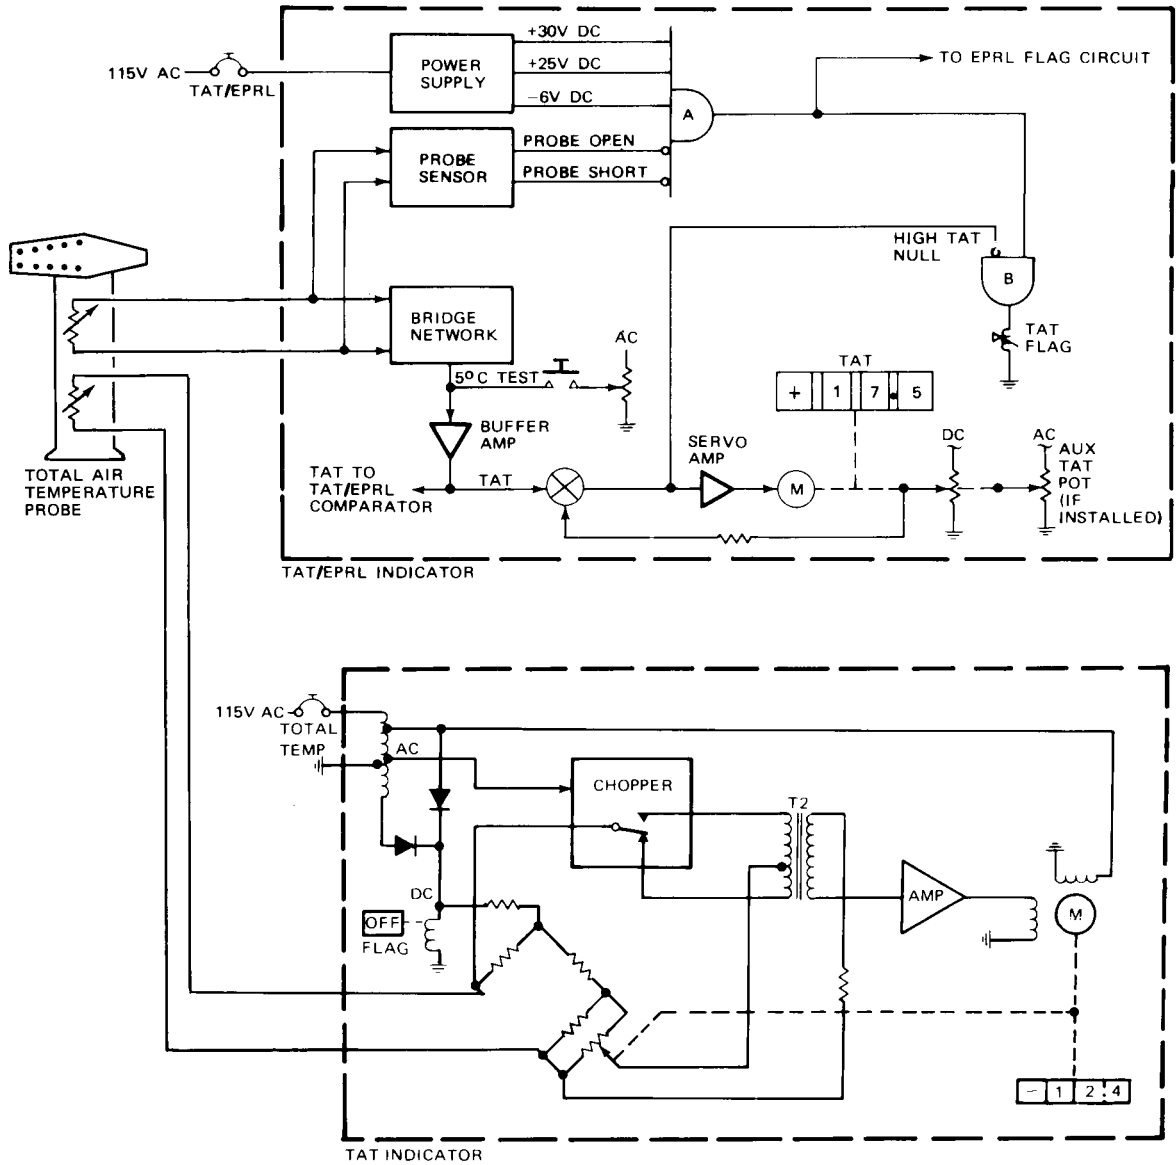 +30V DC
TO EPRL FLAG CIRCUIT
115V AC
TAT/EPRL
POWER
SUPPLY
+25V DC
-6V DC
A
PROBE OPEN
PROBE
SENSOR
PROBE SHORT
HIGH TAT
NULL
B
BRIDGE
NETWORK
TAT
FLAG
AC
5°C TEST
TAT
+ 1 7 . 5
BUFFER
AMP
SERVO
AMP
DC
AC
AUX
TAT
POT
(IF
INSTALLED)
TOTAL AIR
TEMPERATURE
PROBE
TAT TO
TAT/EPRL
COMPARATOR
TAT
M
TAT/EPRL INDICATOR
115V AC
TOTAL
TEMP
AC
CHOPPER
T2
DC
OFF
FLAG
AMP
M
- 1 2 4
TAT INDICATOR